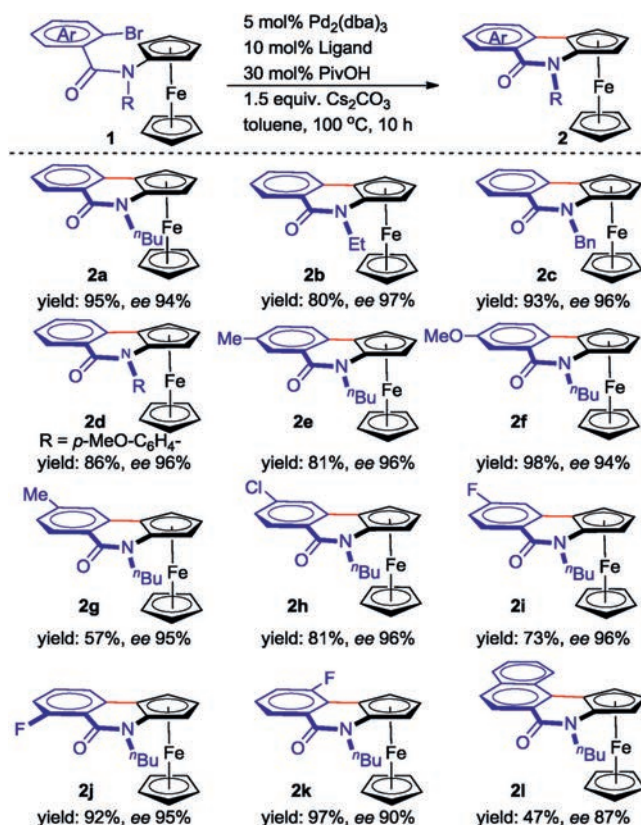 Ar
Br
O
N
R
Fe
1
5 mol% Pd₂(dba)₃
10 mol% Ligand
30 mol% PivOH
1.5 equiv. Cs₂CO₃
toluene, 100 °C, 10 h
Ar
O
N
R
Fe
2
O
N
ⁿBu
Fe
2a
yield: 95%, ee 94%
O
N
Et
Fe
2b
yield: 80%, ee 97%
O
N
Bn
Fe
2c
yield: 93%, ee 96%
O
N
R
Fe
2d
R = p-MeO-C₆H₄-
yield: 86%, ee 96%
Me
O
N
ⁿBu
Fe
2e
yield: 81%, ee 96%
MeO
O
N
ⁿBu
Fe
2f
yield: 98%, ee 94%
Me
O
N
ⁿBu
Fe
2g
yield: 57%, ee 95%
Cl
O
N
ⁿBu
Fe
2h
yield: 81%, ee 96%
F
O
N
ⁿBu
Fe
2i
yield: 73%, ee 96%
F
O
N
ⁿBu
Fe
2j
yield: 92%, ee 95%
F
O
N
ⁿBu
Fe
2k
yield: 97%, ee 90%
O
N
ⁿBu
Fe
2l
yield: 47%, ee 87%